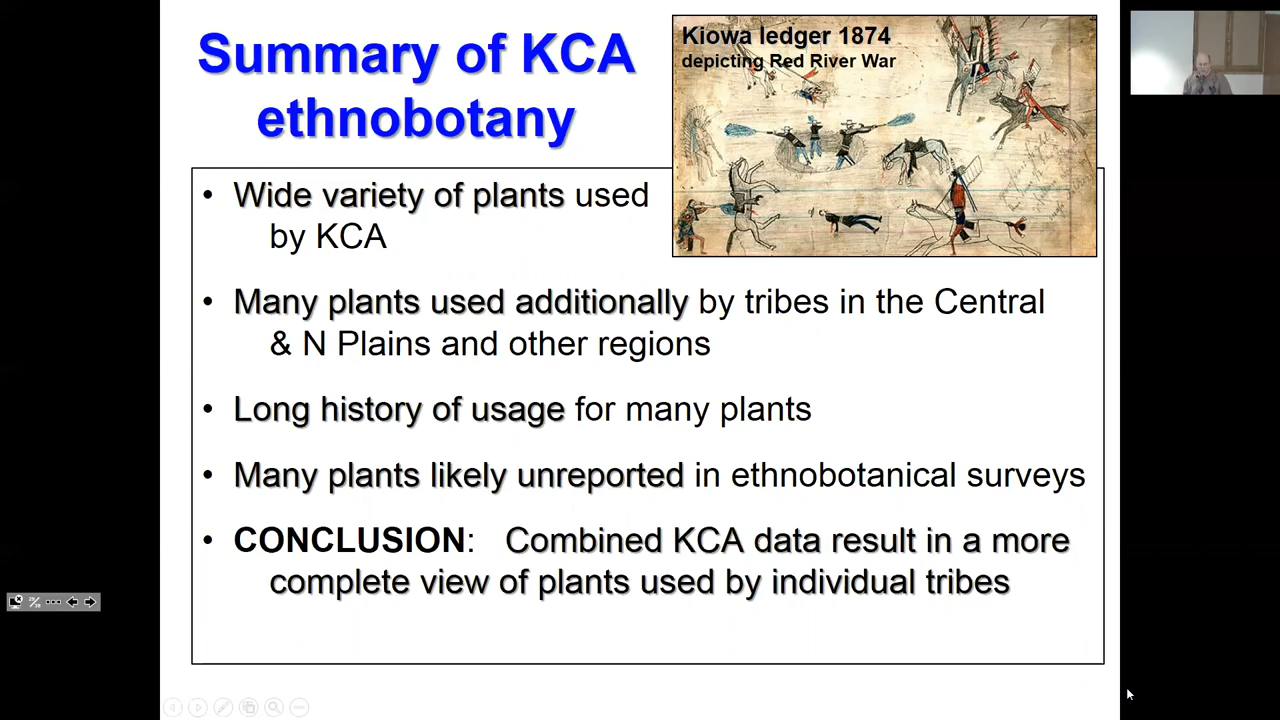 Summary of KCA
ethnobotany
Kiowa ledger 1874
depicting Red River War
• Wide variety of plants used
by KCA
• Many plants used additionally by tribes in the Central
& N Plains and other regions
• Long history of usage for many plants
• Many plants likely unreported in ethnobotanical surveys
• CONCLUSION: Combined KCA data result in a more
complete view of plants used by individual tribes